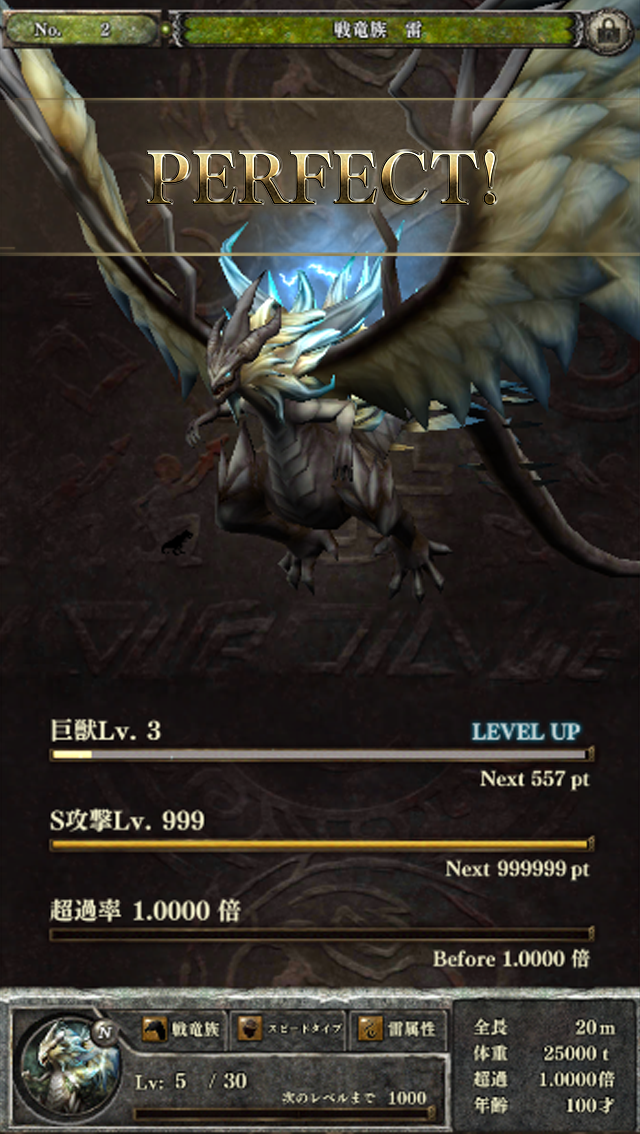 No. 2 戦竜族 雷
PERFECT!
巨獣Lv. 3 LEVEL UP
Next 557 pt
S攻撃Lv. 999
Next 999999 pt
超過率 1.0000 倍
Before 1.0000 倍
N 戦竜族 スピードタイプ 雷属性
Lv: 5 / 30
次のレベルまで 1000
全長 20m
体重 25000 t
超過 1.0000倍
年齢 100才